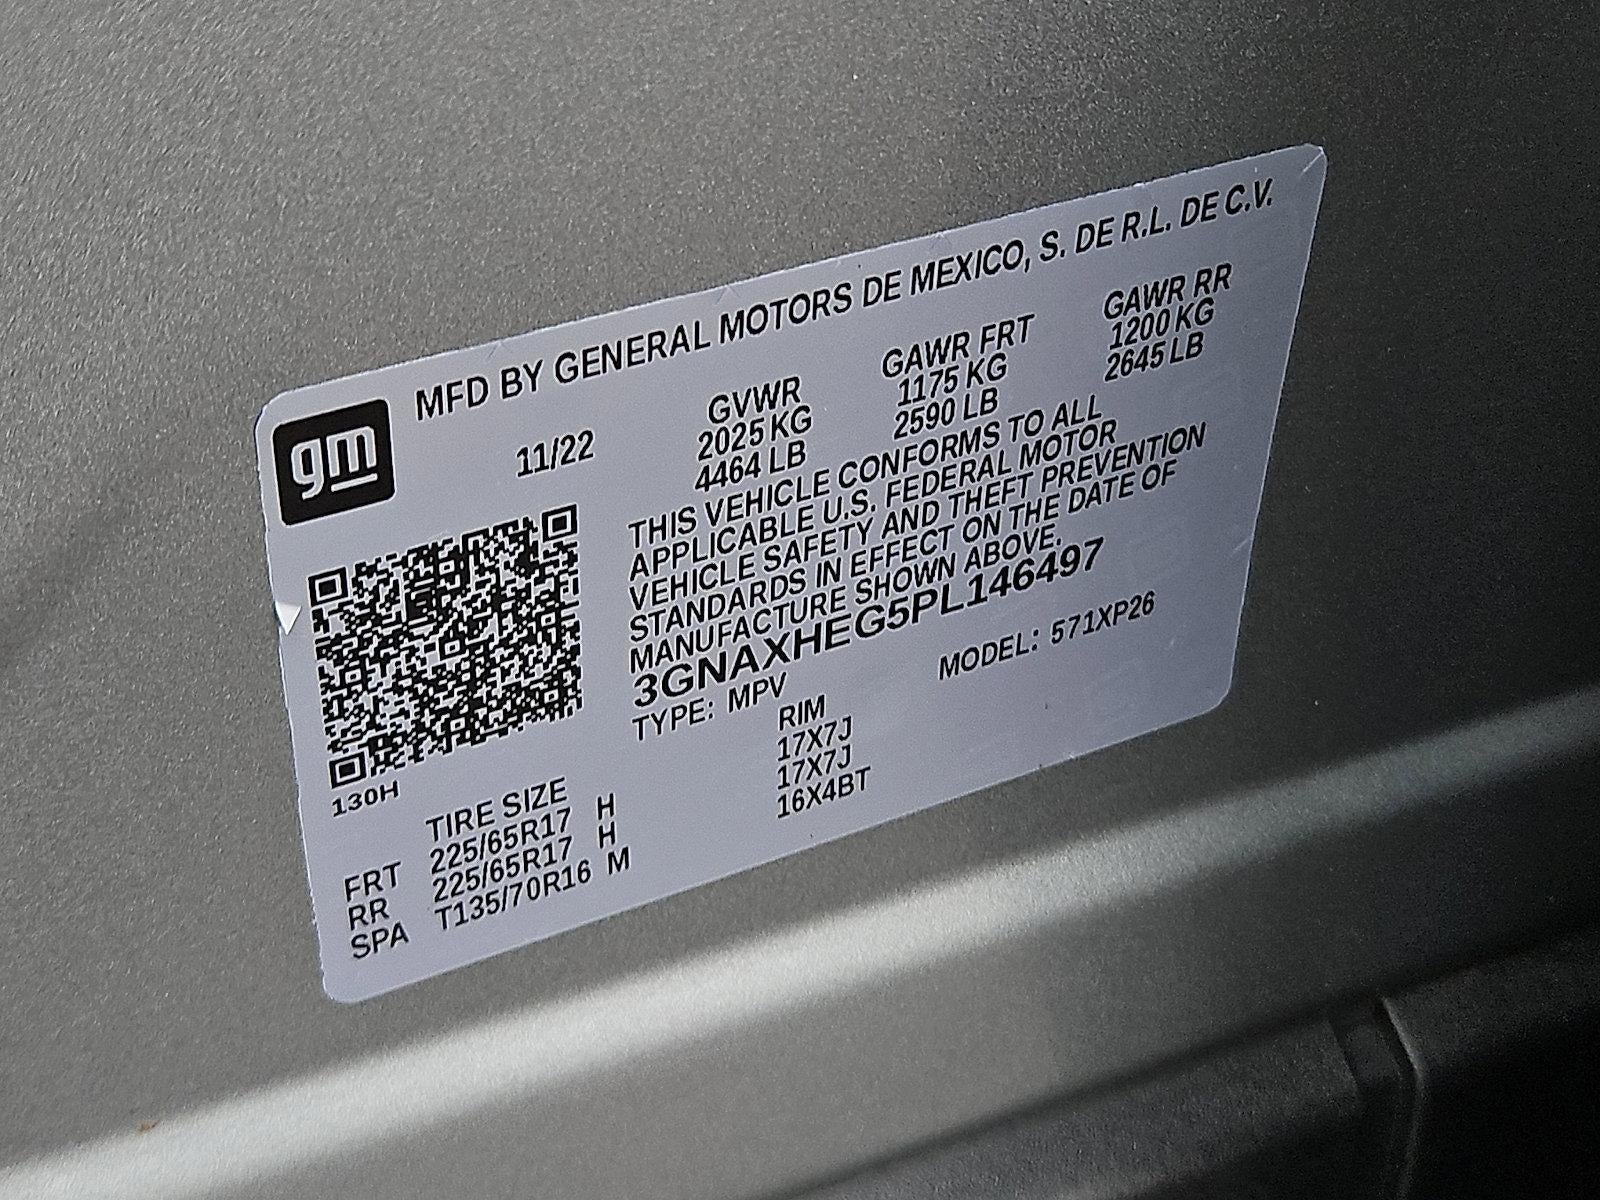 MFD BY GENERAL MOTORS DE MEXICO, S. DE R.L. DE C.V.
gm
11/22
GVWR GAWR FRT GAWR RR
2025 KG 1175 KG 1200 KG
4464 LB 2590 LB 2645 LB
THIS VEHICLE CONFORMS TO ALL
APPLICABLE U.S. FEDERAL MOTOR
VEHICLE SAFETY AND THEFT PREVENTION
STANDARDS IN EFFECT ON THE DATE OF
MANUFACTURE SHOWN ABOVE.
3GNAXHEG5PL146497
TYPE: MPV MODEL: 571XP26
130H
TIRE SIZE RIM
FRT 225/65R17 H 17X7J
RR 225/65R17 H 17X7J
SPA T135/70R16 M 16X4BT